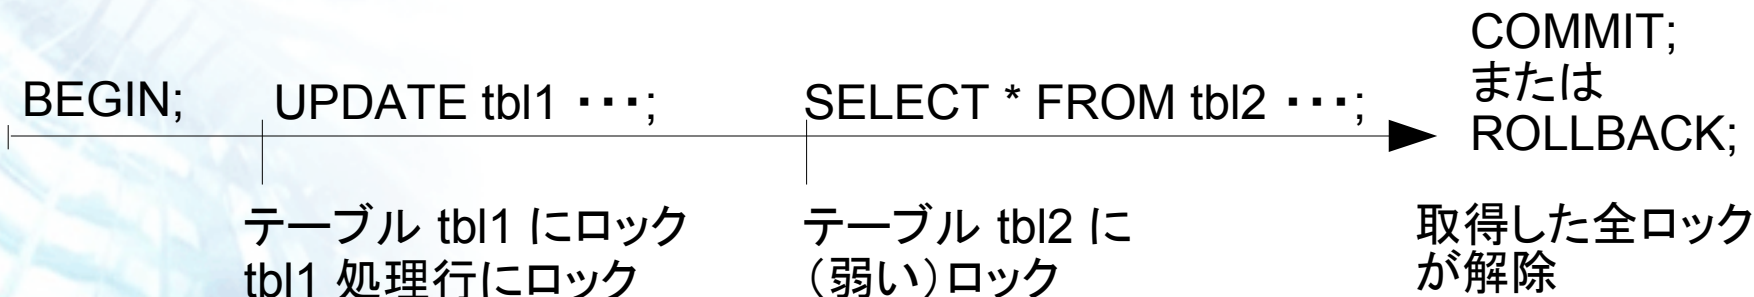 BEGIN;
UPDATE tbl1 ・・・;
SELECT * FROM tbl2 ・・・;
COMMIT;
または
ROLLBACK;
テーブル tbl1 にロック
tbl1 処理行にロック
テーブル tbl2 に
（弱い）ロック
取得した全ロック
が解除